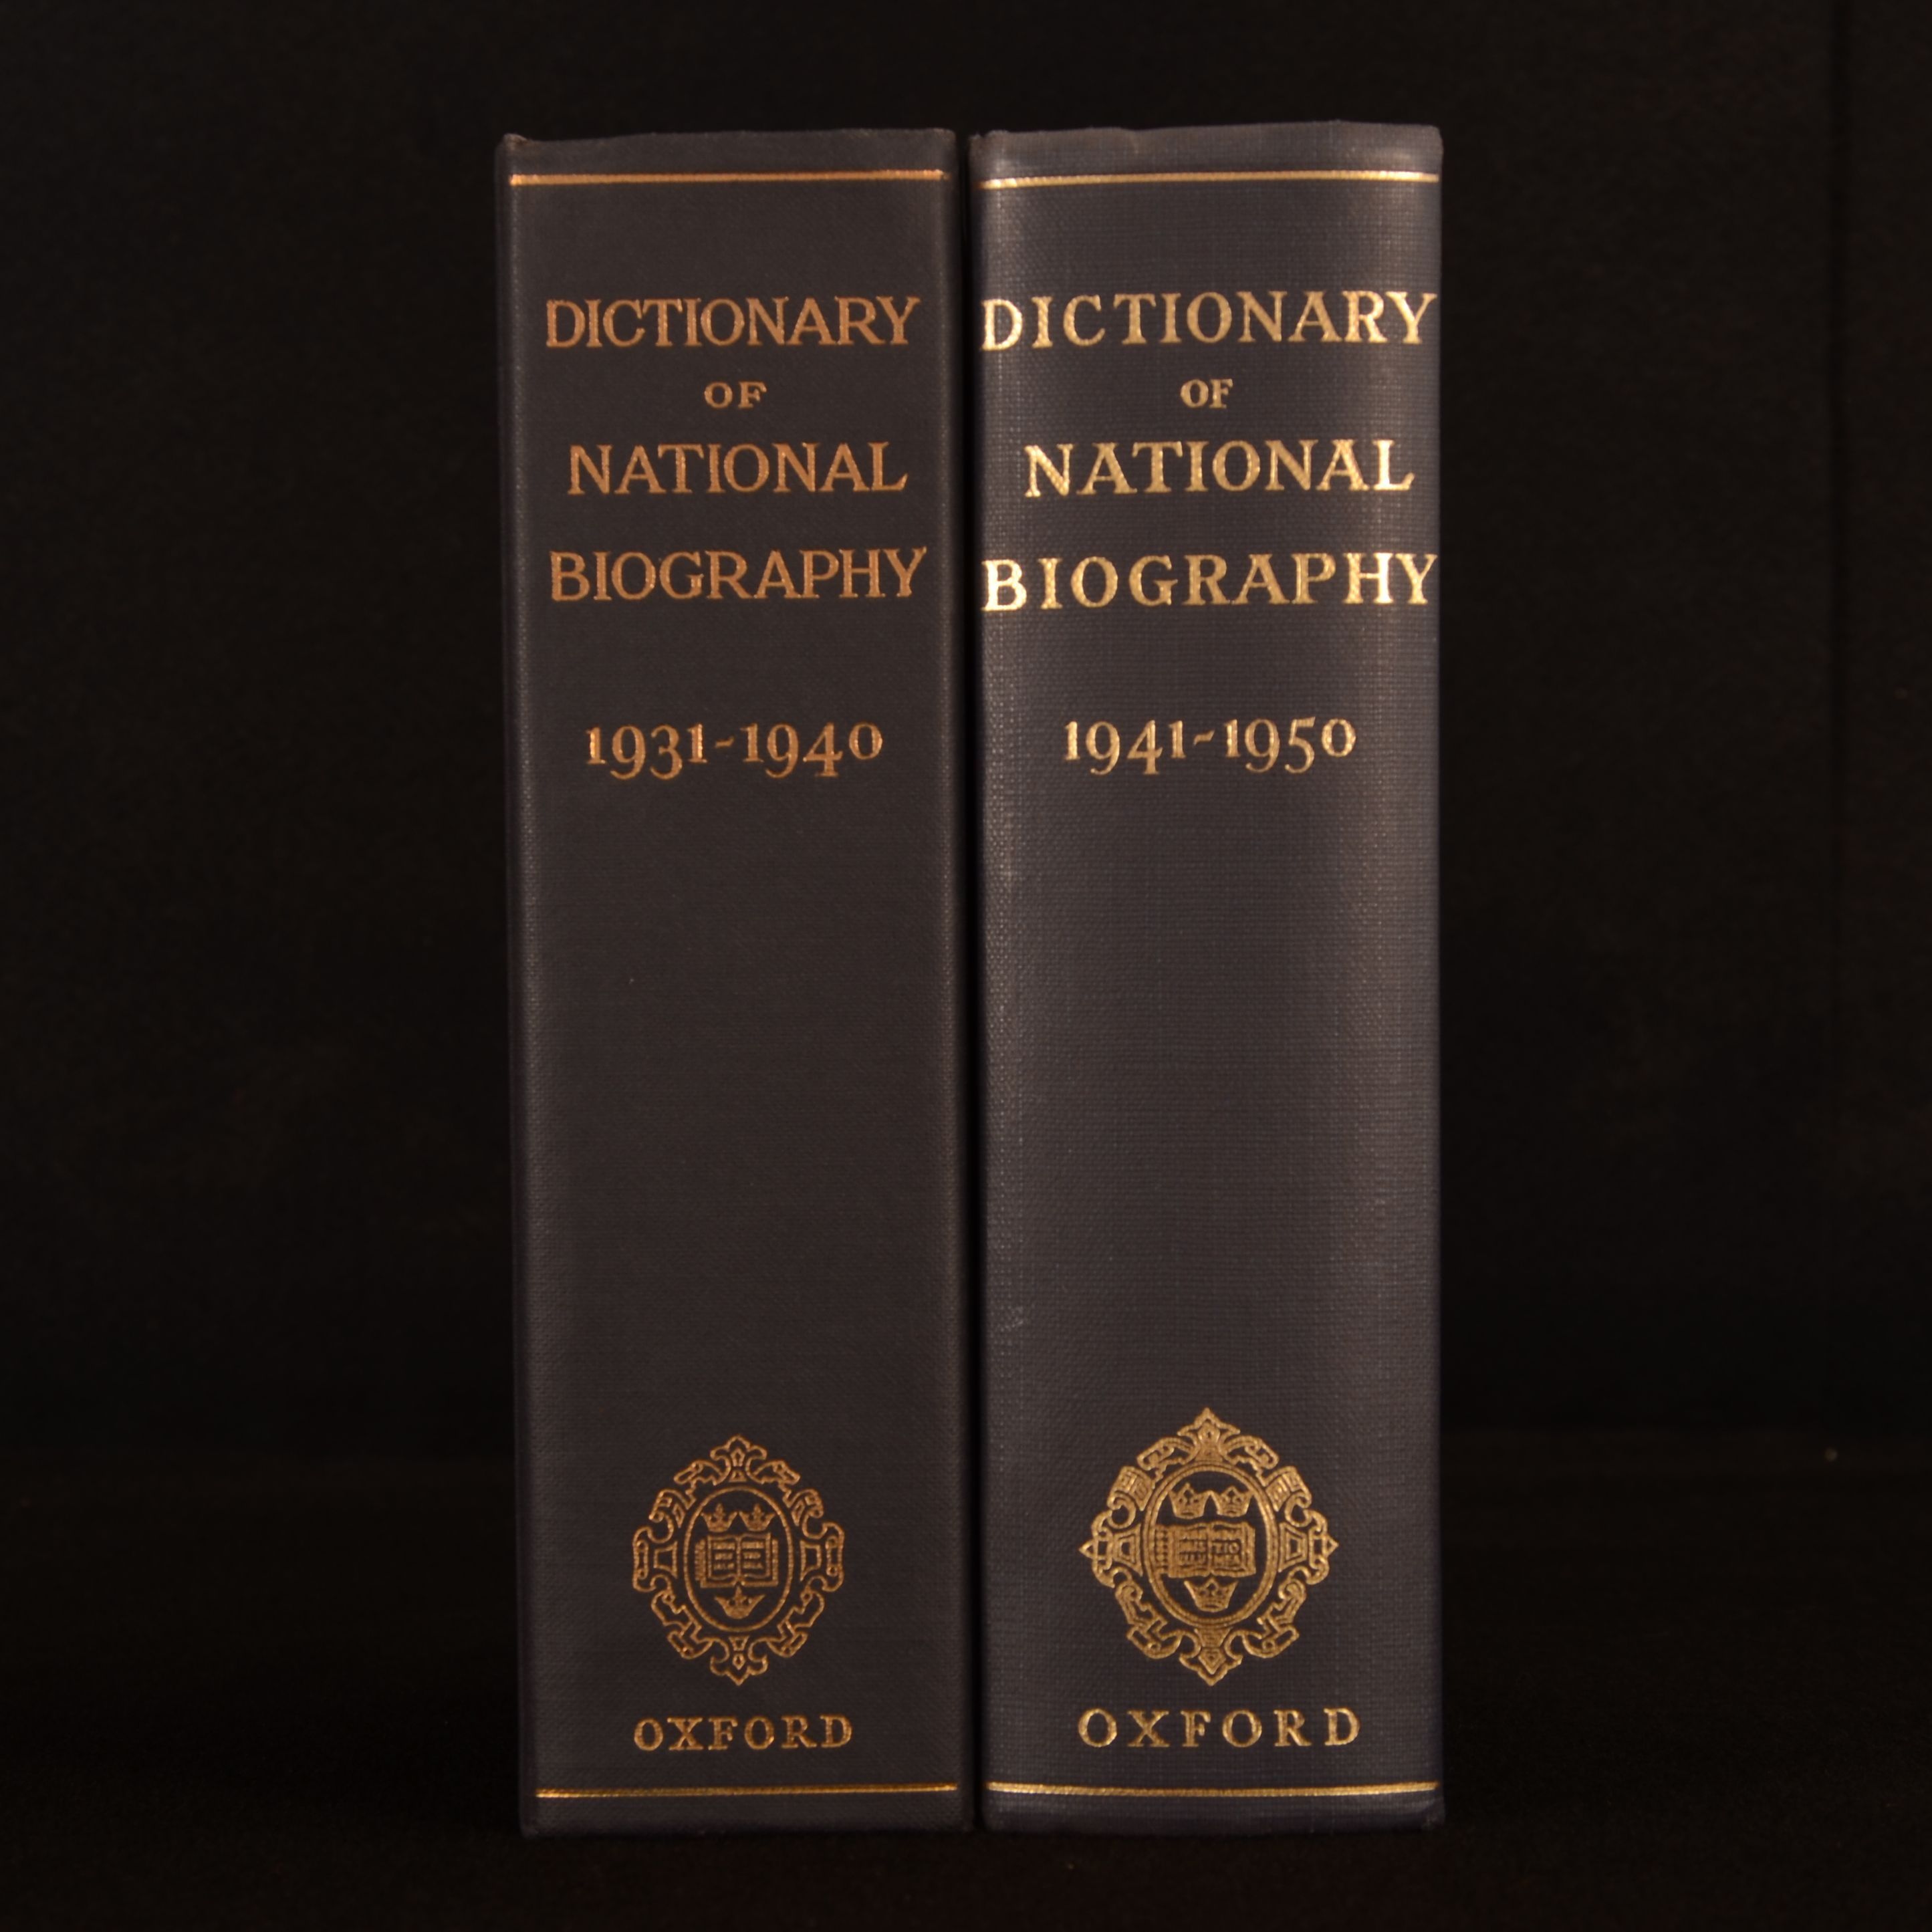 DICTIONARY
OF
NATIONAL
BIOGRAPHY
1931-1940
OXFORD
DICTIONARY
OF
NATIONAL
BIOGRAPHY
1941-1950
OXFORD